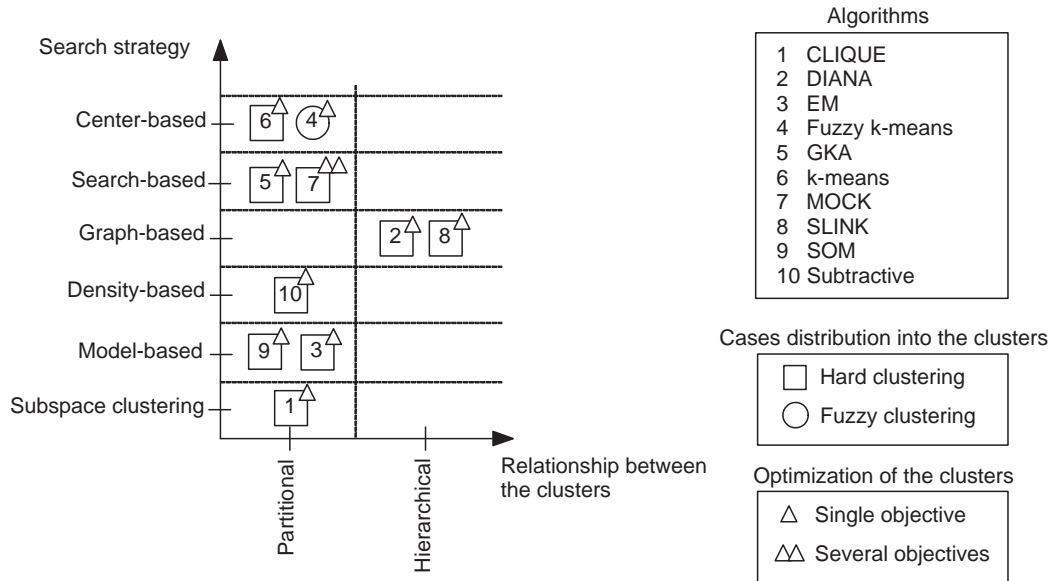 Search strategy
Center-based
6
4
Search-based
5
7
Graph-based
2
8
Density-based
10
Model-based
9
3
Subspace clustering
1
Partitional
Hierarchical
Relationship between
the clusters
Algorithms
1 CLIQUE
2 DIANA
3 EM
4 Fuzzy k-means
5 GKA
6 k-means
7 MOCK
8 SLINK
9 SOM
10 Subtractive
Cases distribution into the clusters
Hard clustering
Fuzzy clustering
Optimization of the clusters
Single objective
Several objectives